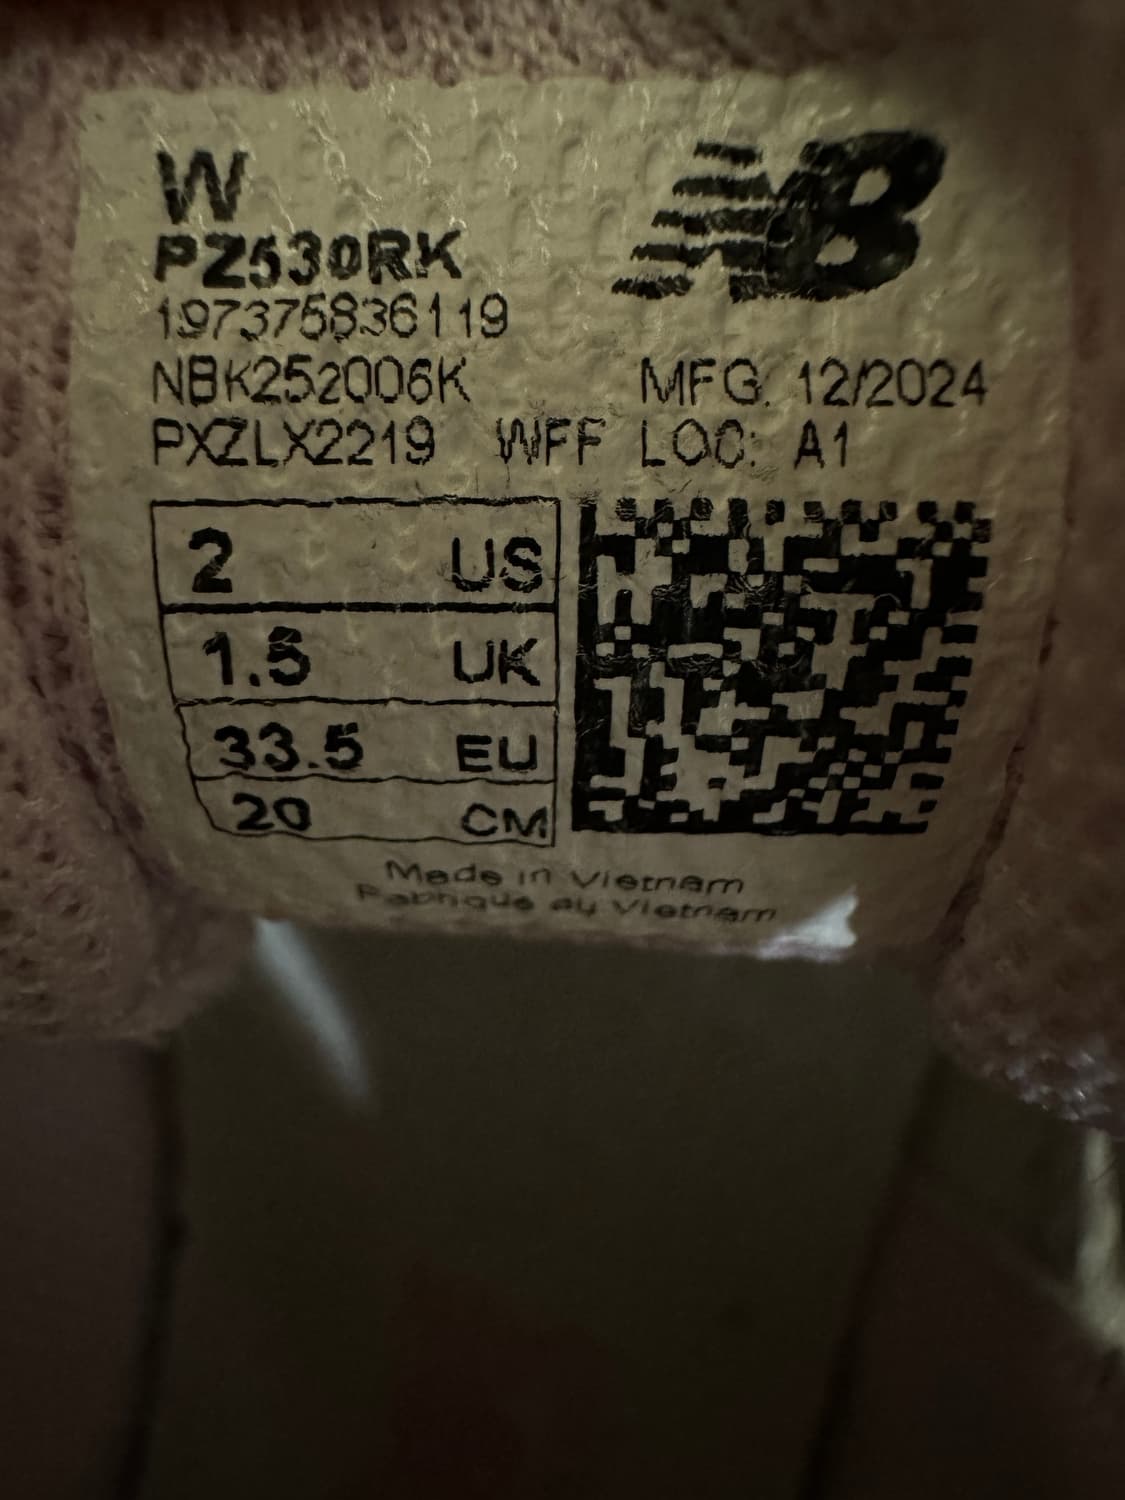 W
NB
PZ530RK
197375836119
NBK252006K MFG. 12/2024
PXZLX2219 WFF LOC: A1
2 US
1.5 UK
33.5 EU
20 CM
Made in Vietnam
Fabriqué au Vietnam